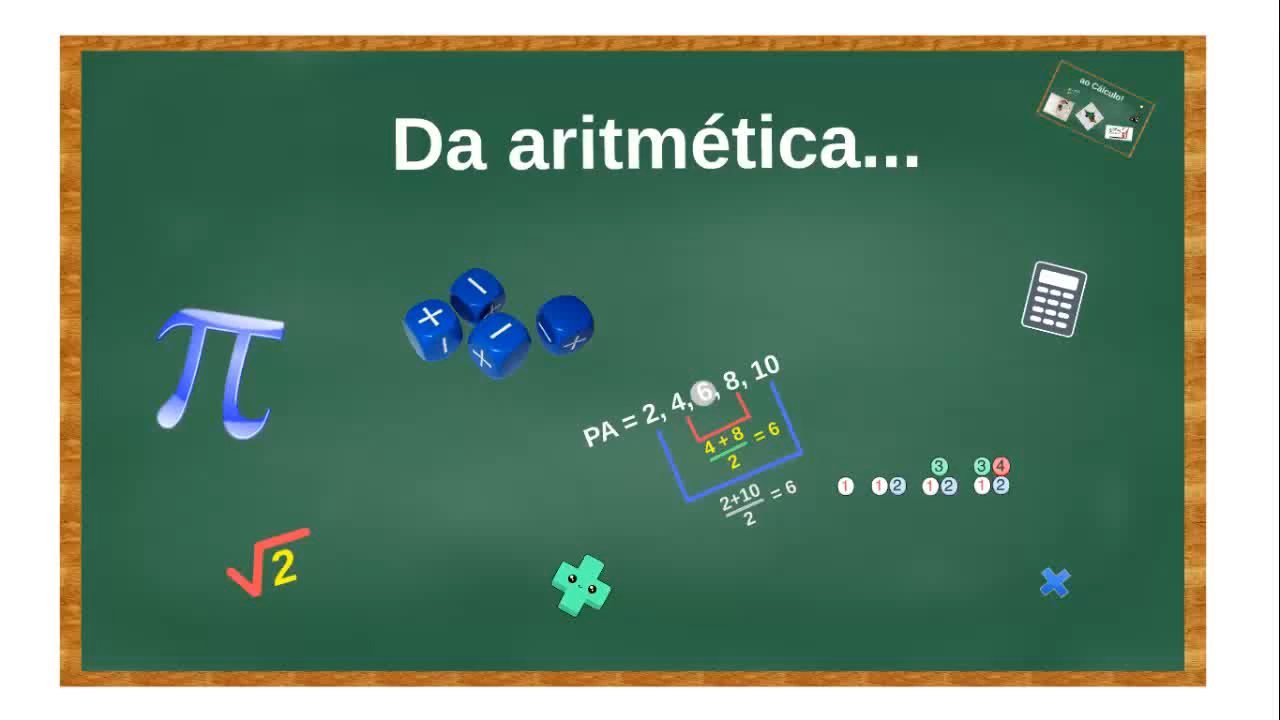 ao Cálculo!
Da aritmética...
π
+ − − + − − +
PA = 2, 4, 6, 8, 10
4 + 8
2
= 6
2+10
2
= 6
1 1 2 3 1 2 3 4 1 2
√2